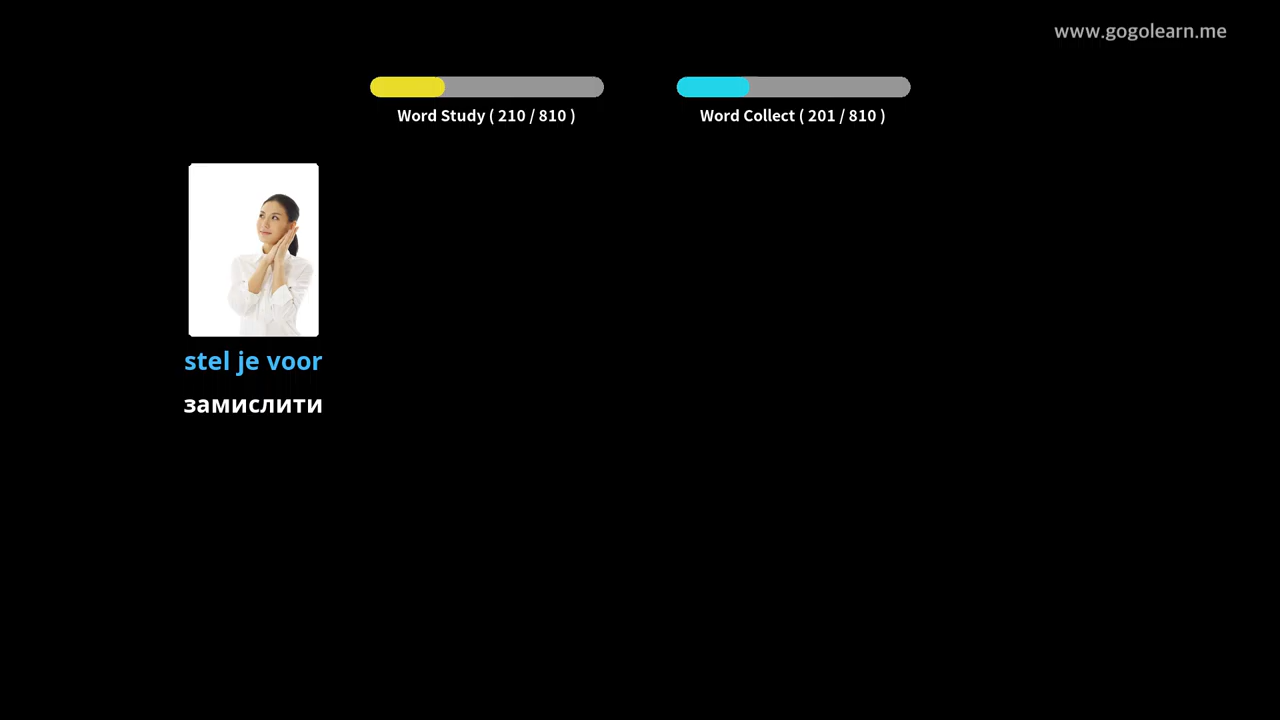 www.gogolearn.me
Word Study ( 210 / 810 )
Word Collect ( 201 / 810 )
stel je voor
замислити